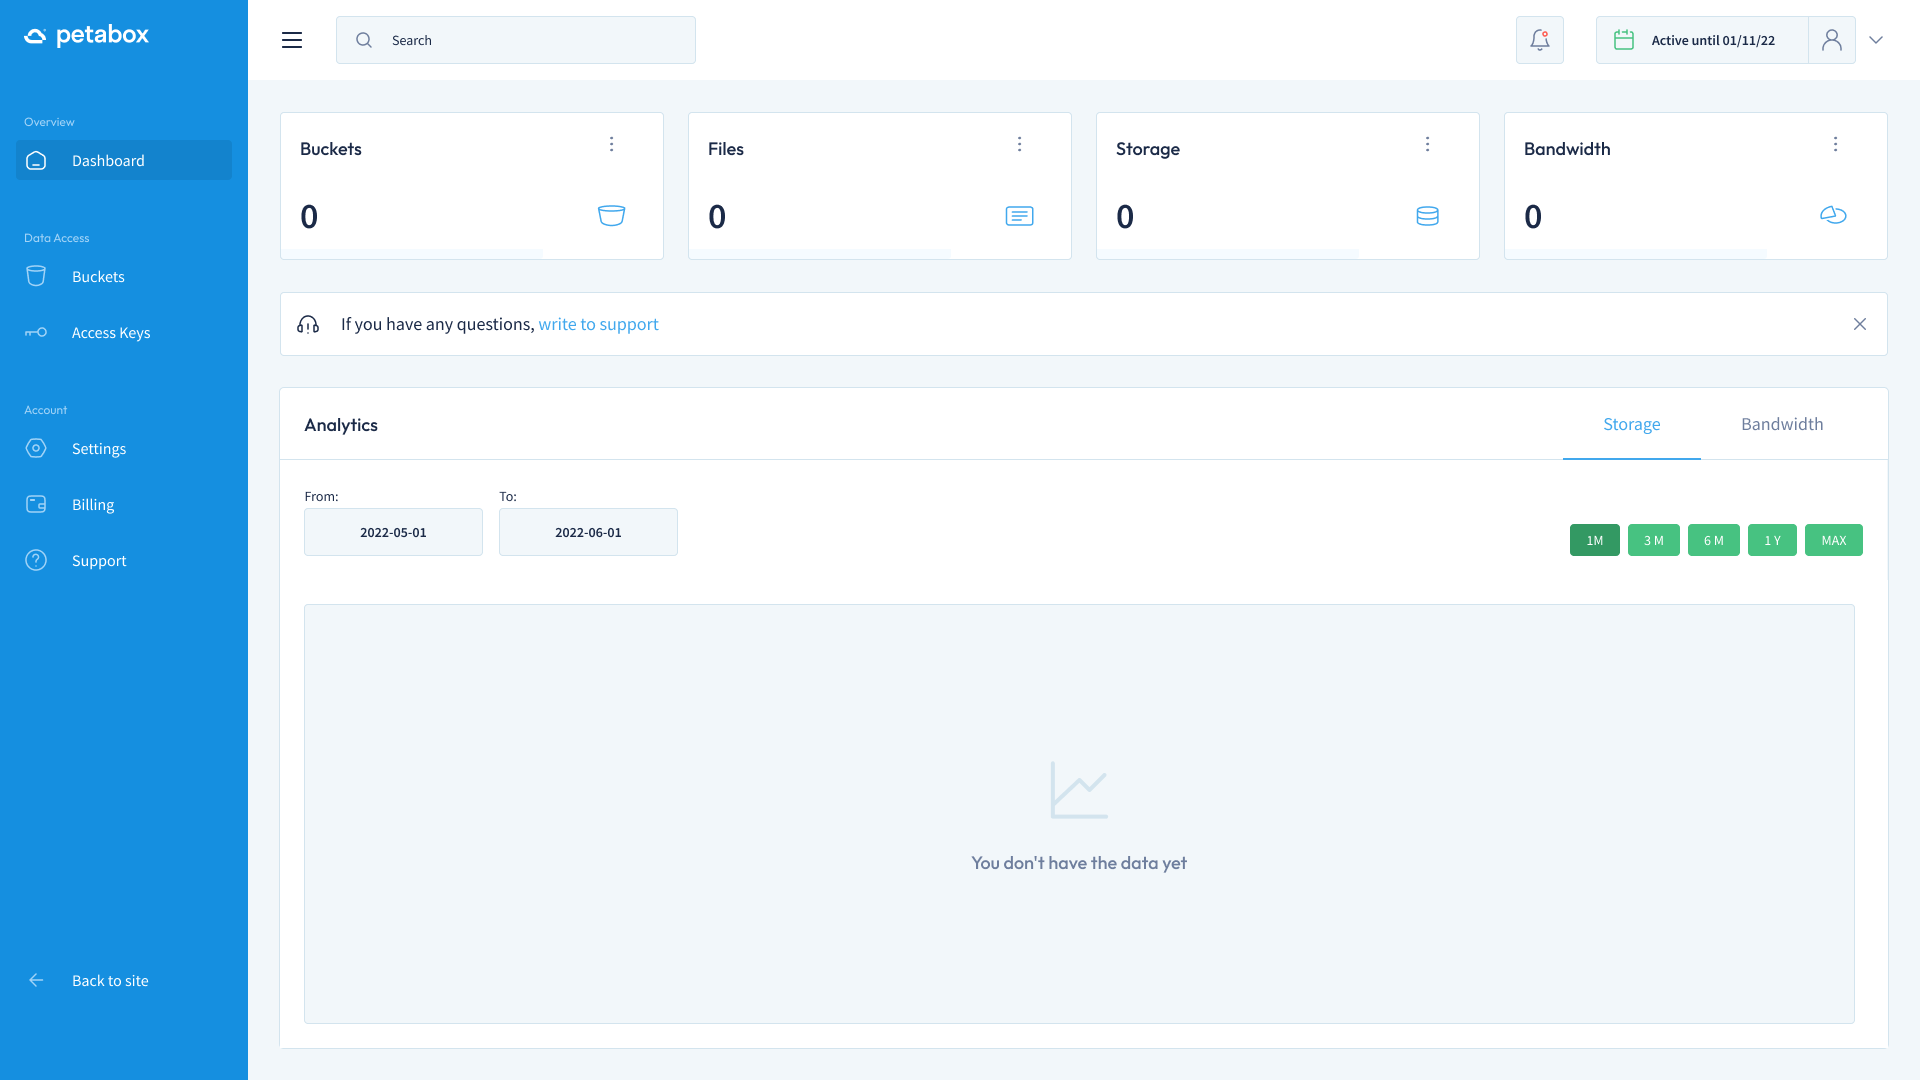 petabox
Search
Active until 01/11/22
Overview
Dashboard
Data Access
Buckets
Access Keys
Account
Settings
Billing
Support
Back to site
Buckets
0
Files
0
Storage
0
Bandwidth
0
If you have any questions, write to support
Analytics
Storage
Bandwidth
From:
To:
2022-05-01
2022-06-01
1M
3 M
6 M
1 Y
MAX
You don't have the data yet